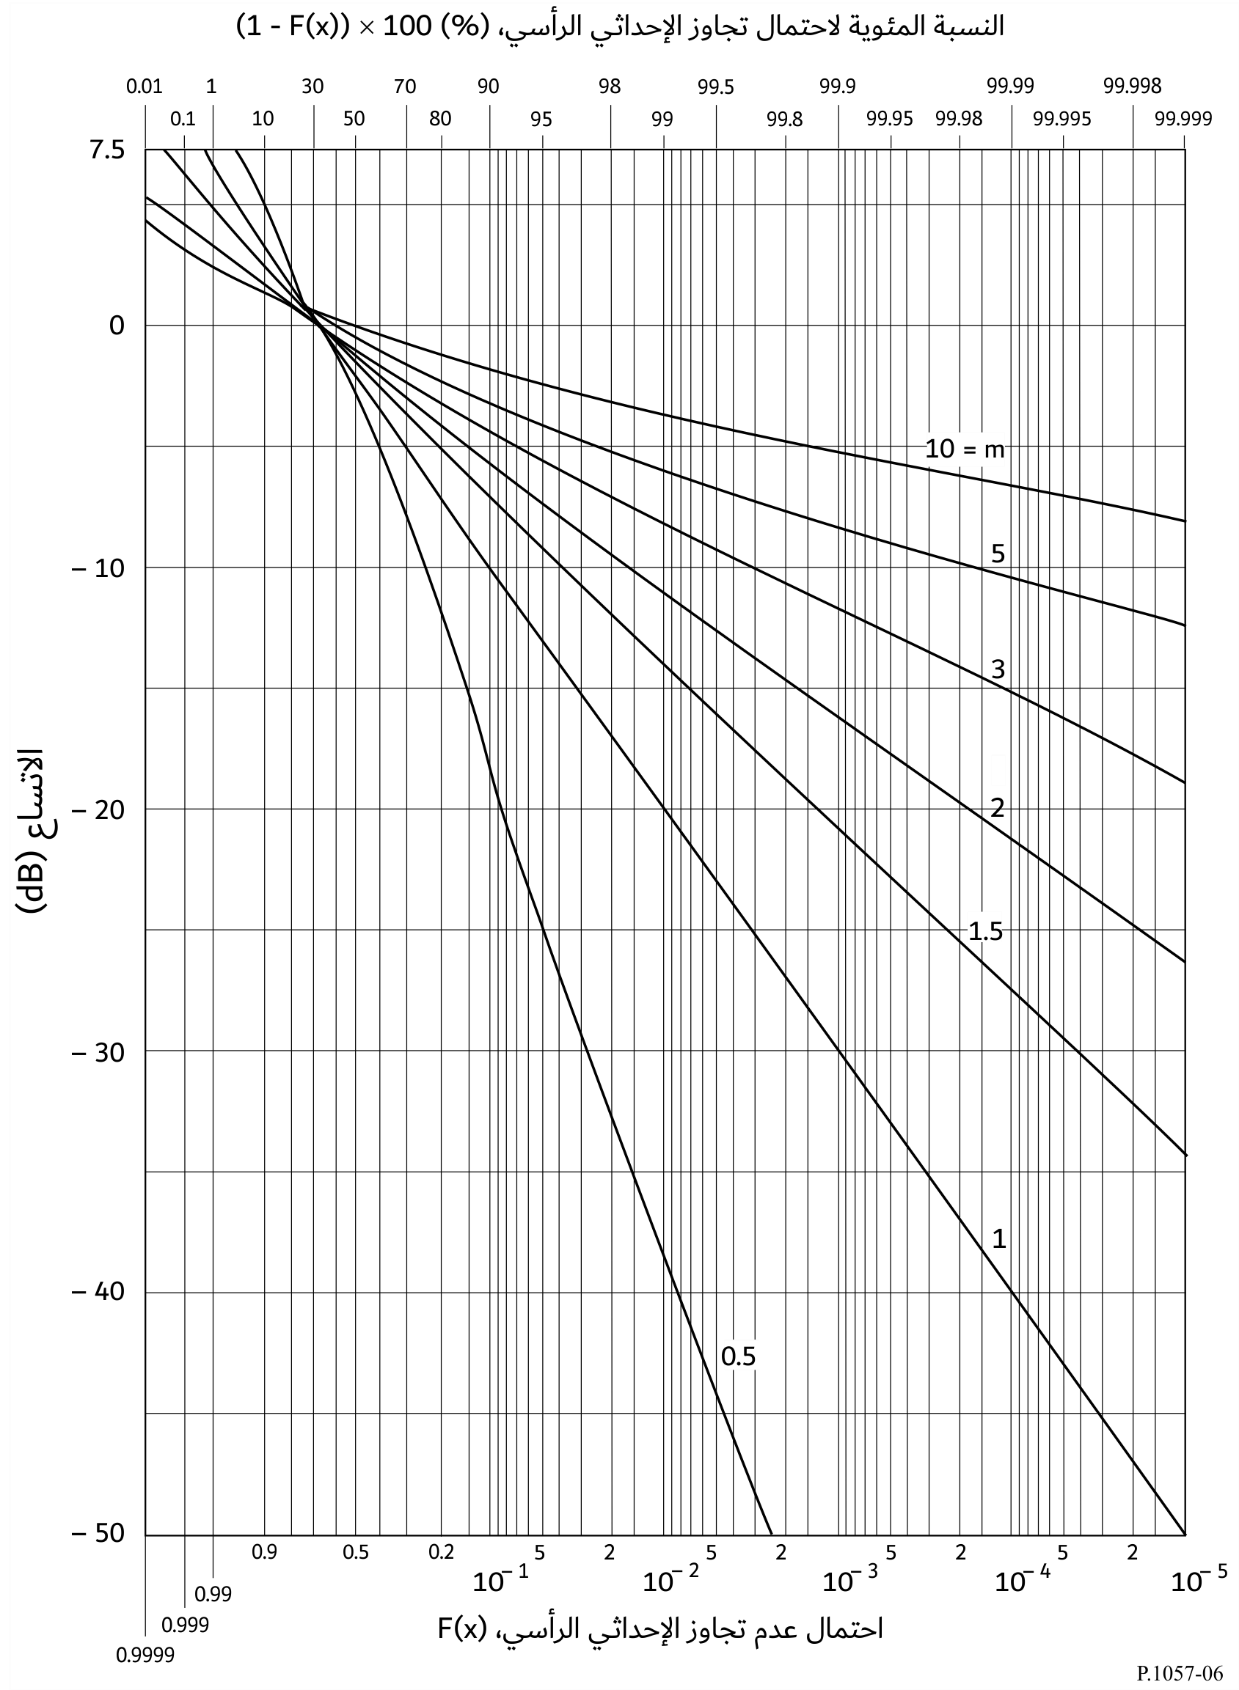 النسبة المئوية لاحتمال تجاوز الإحداثي الرأسي، (%) 100 × (1 - F(x))
0.01 1 30 70 90 98 99.5 99.9 99.99 99.998
0.1 10 50 80 95 99 99.8 99.95 99.98 99.995 99.999
7.5
0
– 10
– 20
– 30
– 40
– 50
الاتساع (dB)
10 = m
5
3
2
1.5
1
0.5
0.9 0.5 0.2 5 2 5 2 5 2 5 2
10⁻¹ 10⁻² 10⁻³ 10⁻⁴ 10⁻⁵
0.99
0.999
0.9999
احتمال عدم تجاوز الإحداثي الرأسي، F(x)
P.1057-06